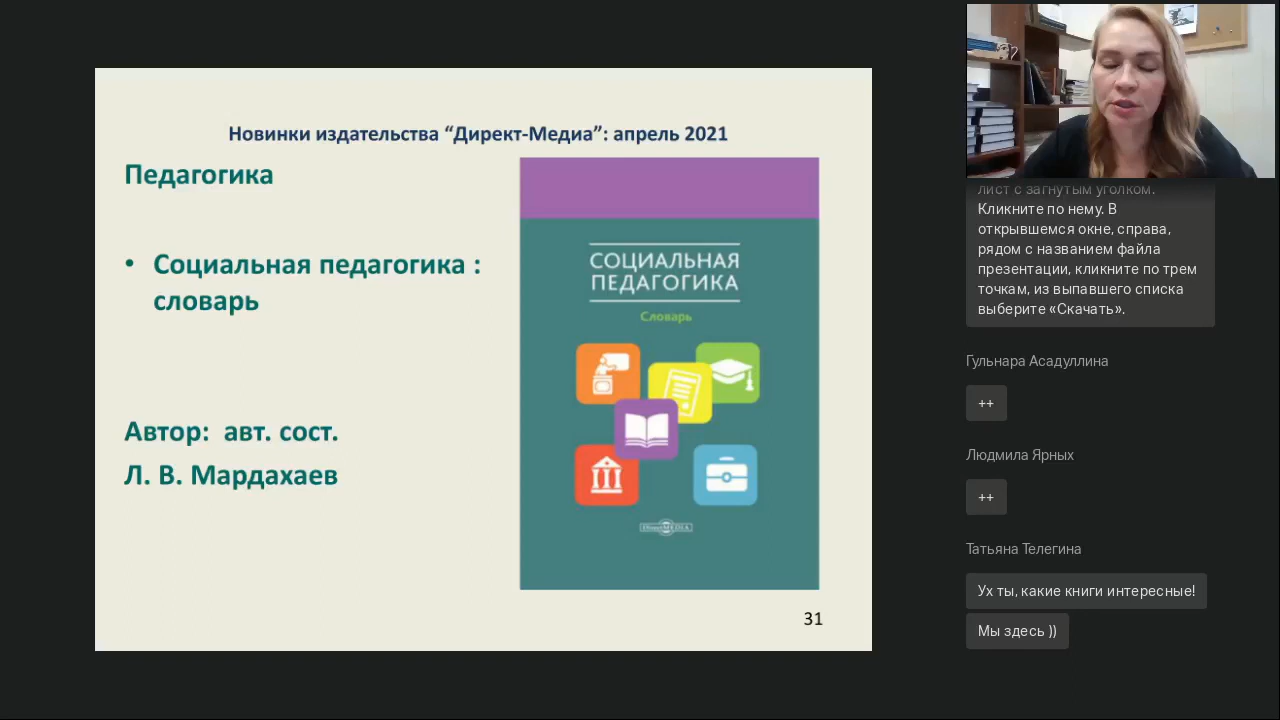 Новинки издательства “Директ-Медиа”: апрель 2021
Педагогика
• Социальная педагогика :
словарь
Автор: авт. сост.
Л. В. Мардахаев
СОЦИАЛЬНАЯ
ПЕДАГОГИКА
Словарь
DirectMEDIA
31
лист с загнутым уголком.
Кликните по нему. В
открывшемся окне, справа,
рядом с названием файла
презентации, кликните по трем
точкам, из выпавшего списка
выберите «Скачать».
Гульнара Асадуллина
++
Людмила Ярных
++
Татьяна Телегина
Ух ты, какие книги интересные!
Мы здесь ))